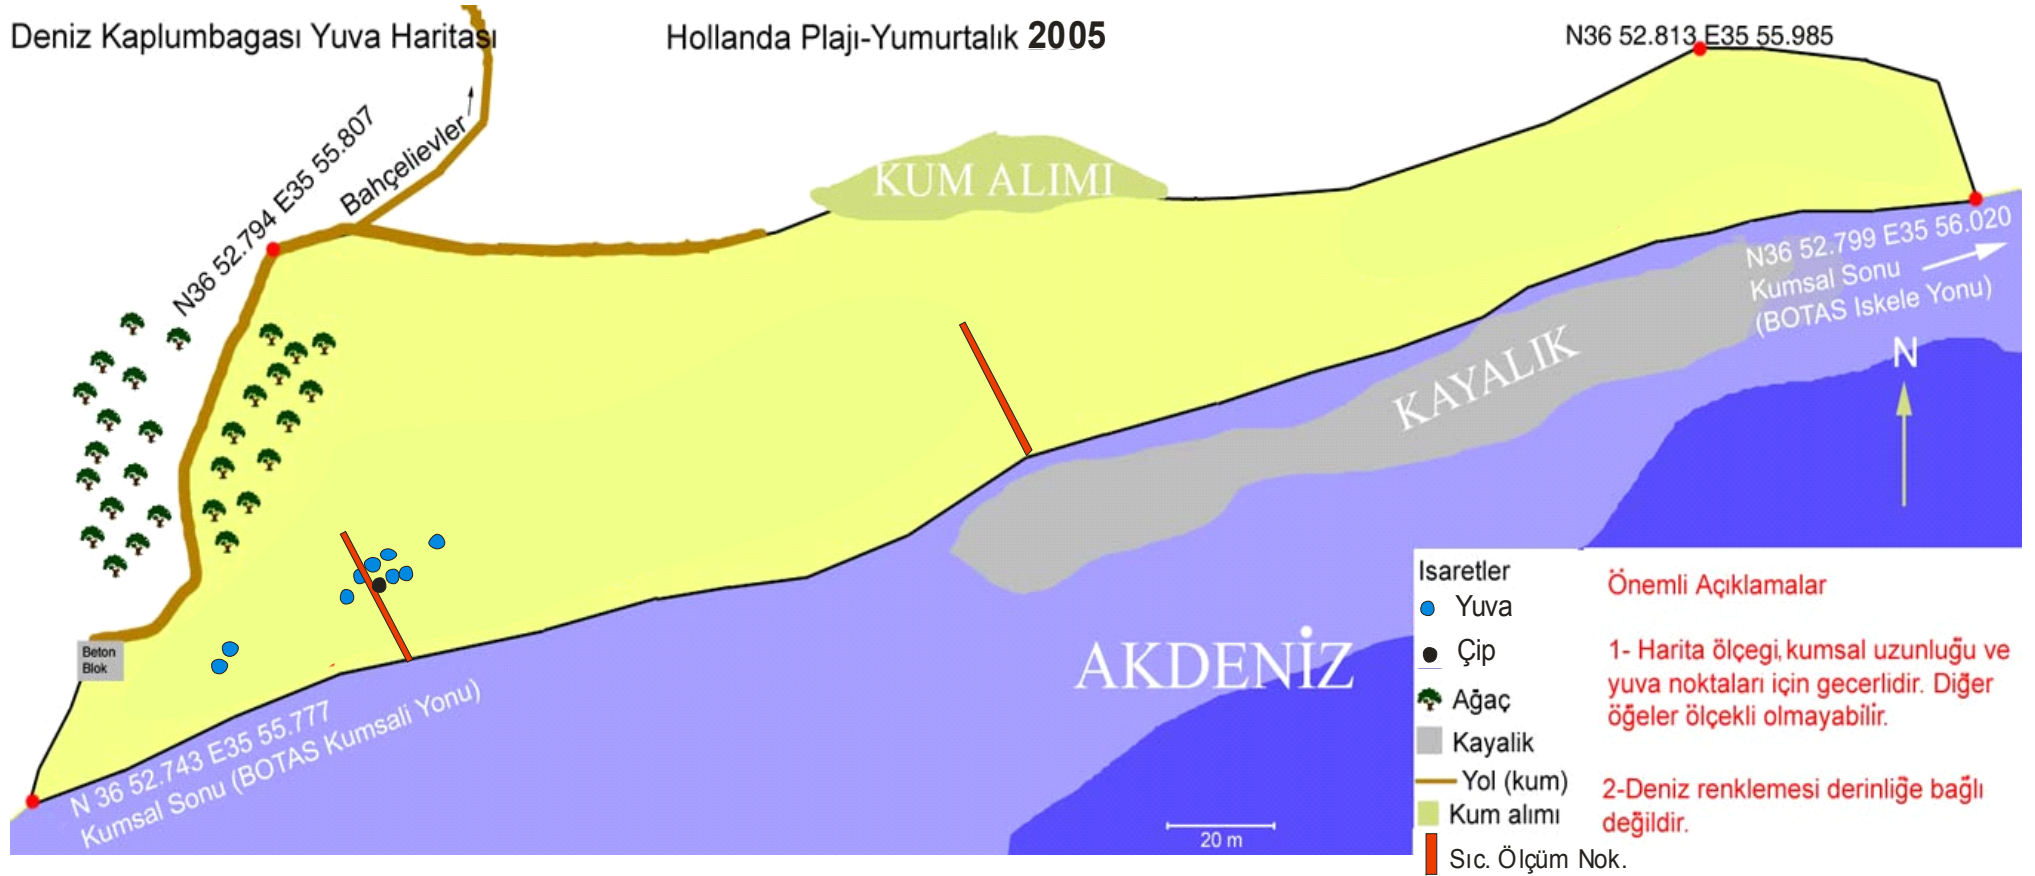 Deniz Kaplumbagası Yuva Haritası
Hollanda Plajı-Yumurtalık 2005
N36 52.813 E35 55.985
N36 52.794 E35 55.807
Bahçelievler
KUM ALIMI
N36 52.799 E35 56.020
Kumsal Sonu
(BOTAS Iskele Yonu)
KAYALIK
N
Beton
Blok
AKDENİZ
N 36 52.743 E35 55.777
Kumsal Sonu (BOTAS Kumsali Yonu)
20 m
Isaretler
Yuva
Çip
Ağaç
Kayalik
Yol (kum)
Kum alımı
Sıc. Ölçüm Nok.
Önemli Açıklamalar
1- Harita ölçegi, kumsal uzunluğu ve
yuva noktaları için gecerlidir. Diğer
öğeler ölçekli olmayabilir.
2-Deniz renklemesi derinliğe bağlı
değildir.